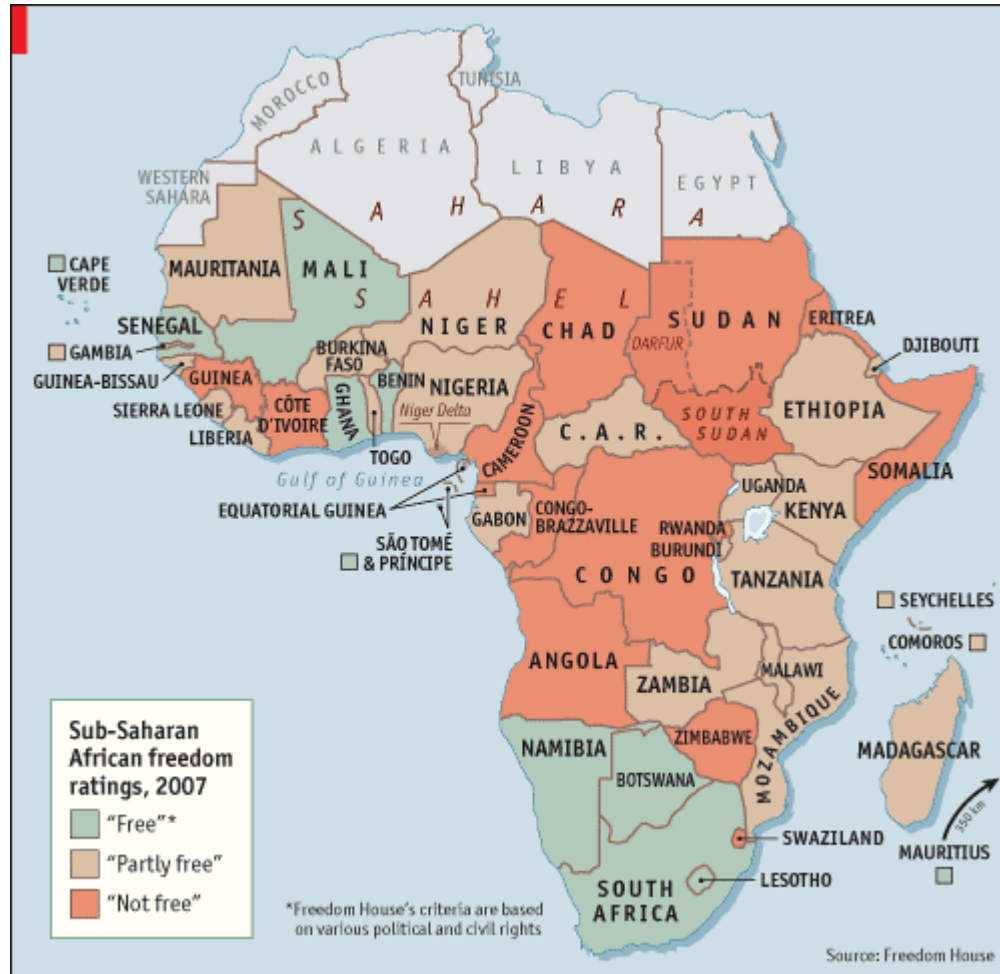 MOROCCO
TUNISIA
ALGERIA
LIBYA
EGYPT
WESTERN
SAHARA
S A H A R A
MAURITANIA
MALI
CAPE
VERDE
S A H E L
NIGER
CHAD
SUDAN
DARFUR
ERITREA
DJIBOUTI
SENEGAL
GAMBIA
GUINEA-BISSAU
GUINEA
SIERRA LEONE
LIBERIA
CÔTE
D'IVOIRE
BURKINA
FASO
GHANA
BENIN
TOGO
NIGERIA
Niger Delta
CAMEROON
C.A.R.
SOUTH
SUDAN
ETHIOPIA
SOMALIA
Gulf of Guinea
EQUATORIAL GUINEA
SÃO TOMÉ
& PRÍNCIPE
GABON
CONGO-
BRAZZAVILLE
UGANDA
KENYA
RWANDA
BURUNDI
CONGO
TANZANIA
SEYCHELLES
COMOROS
ANGOLA
ZAMBIA
MALAWI
MOZAMBIQUE
ZIMBABWE
MADAGASCAR
NAMIBIA
BOTSWANA
350 km
MAURITIUS
SWAZILAND
LESOTHO
SOUTH
AFRICA
Sub-Saharan
African freedom
ratings, 2007
"Free"*
"Partly free"
"Not free"
*Freedom House's criteria are based
on various political and civil rights
Source: Freedom House